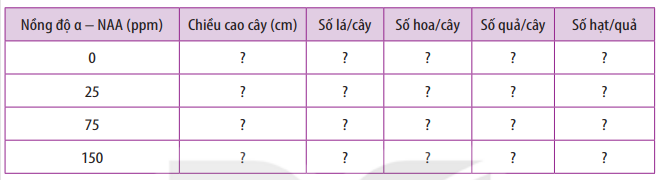 Nồng độ α – NAA (ppm) Chiều cao cây (cm) Số lá/cây Số hoa/cây Số quả/cây Số hạt/quả
0 ? ? ? ? ?
25 ? ? ? ? ?
75 ? ? ? ? ?
150 ? ? ? ? ?